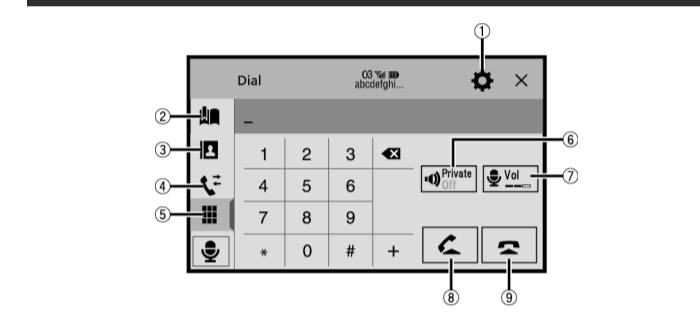 ①
Dial
03
abcdefghi...
②
③
④
⑤
_
1 2 3
4 5 6
7 8 9
* 0 # +
⑥
Private
Off
Vol
⑦
⑧
⑨